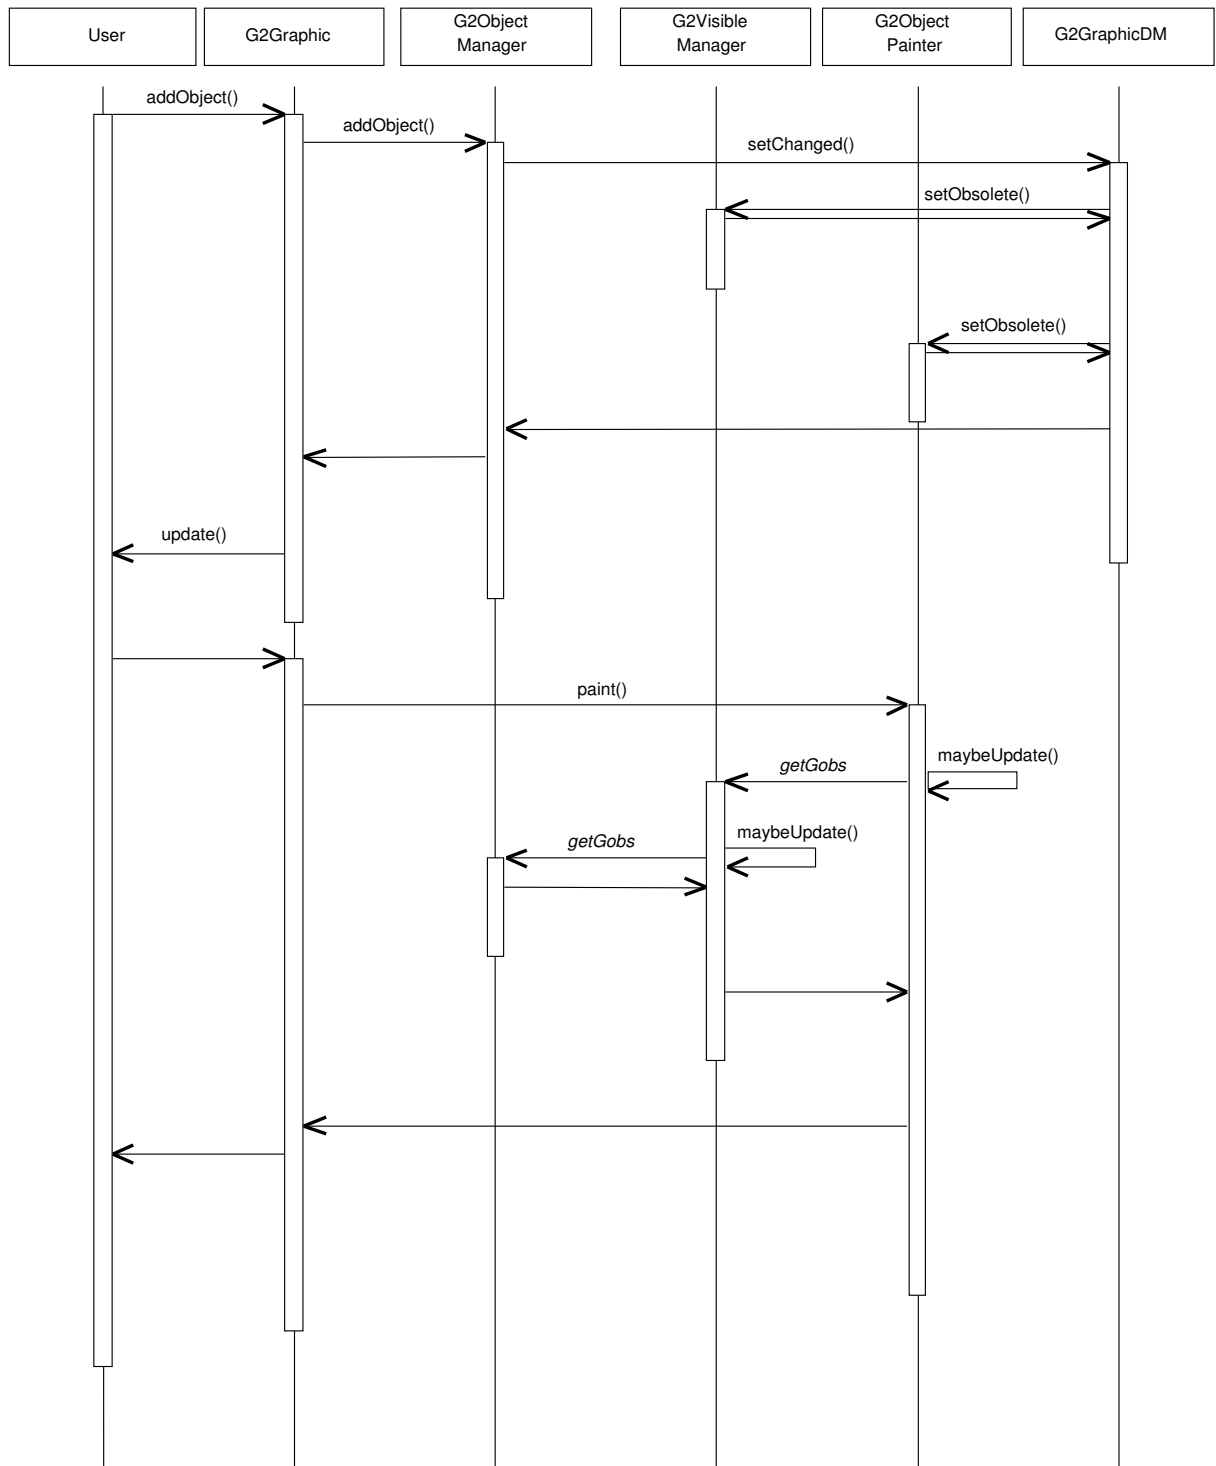 User
G2Graphic
G2Object
Manager
G2Visible
Manager
G2Object
Painter
G2GraphicDM
addObject()
addObject()
setChanged()
setObsolete()
setObsolete()
update()
paint()
maybeUpdate()
getGobs
maybeUpdate()
getGobs